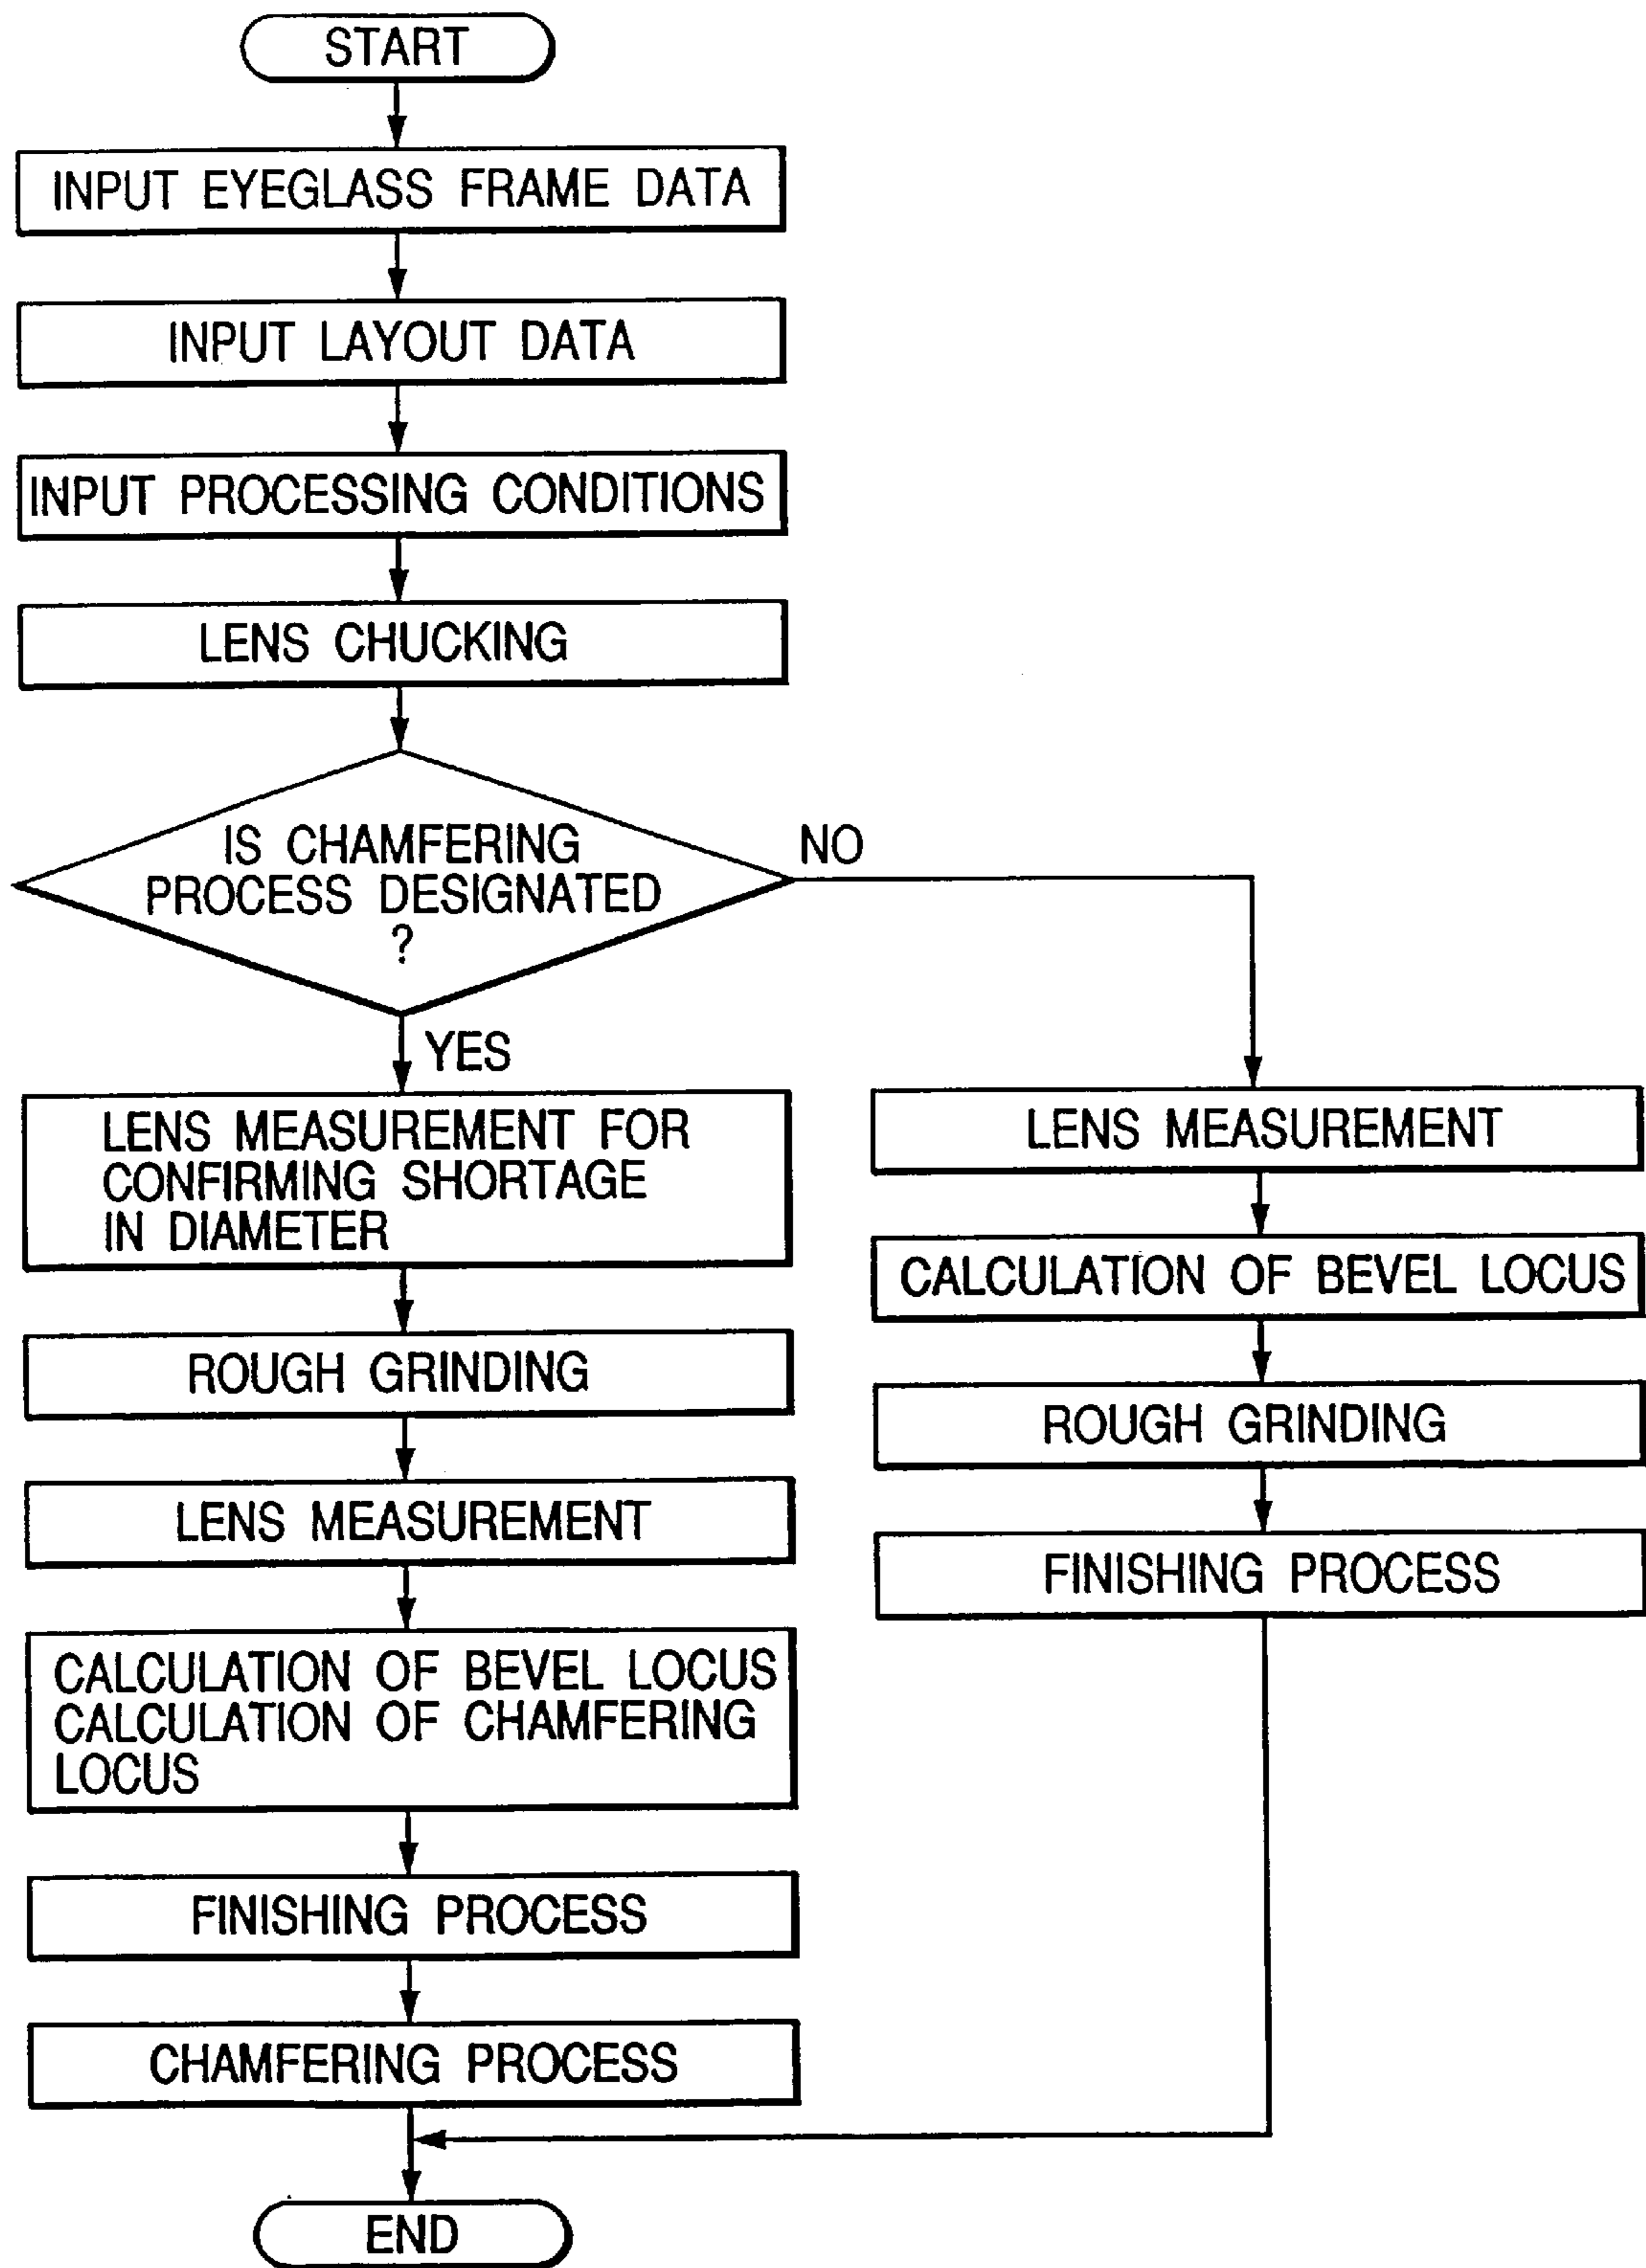 START
INPUT EYEGLASS FRAME DATA
INPUT LAYOUT DATA
INPUT PROCESSING CONDITIONS
LENS CHUCKING
IS CHAMFERING
PROCESS DESIGNATED
?
NO
YES
LENS MEASUREMENT FOR
CONFIRMING SHORTAGE
IN DIAMETER
ROUGH GRINDING
LENS MEASUREMENT
CALCULATION OF BEVEL LOCUS
CALCULATION OF CHAMFERING
LOCUS
FINISHING PROCESS
CHAMFERING PROCESS
LENS MEASUREMENT
CALCULATION OF BEVEL LOCUS
ROUGH GRINDING
FINISHING PROCESS
END